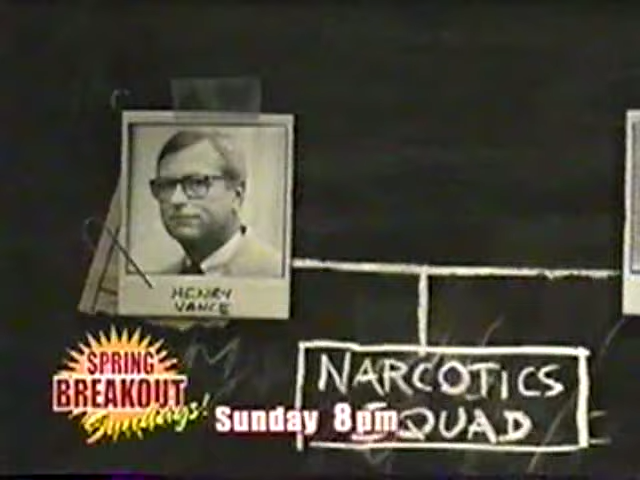 HENRY
VANCE
NARCOTICS
SQUAD
SPRING
BREAKOUT
Sundays!
Sunday 8pm